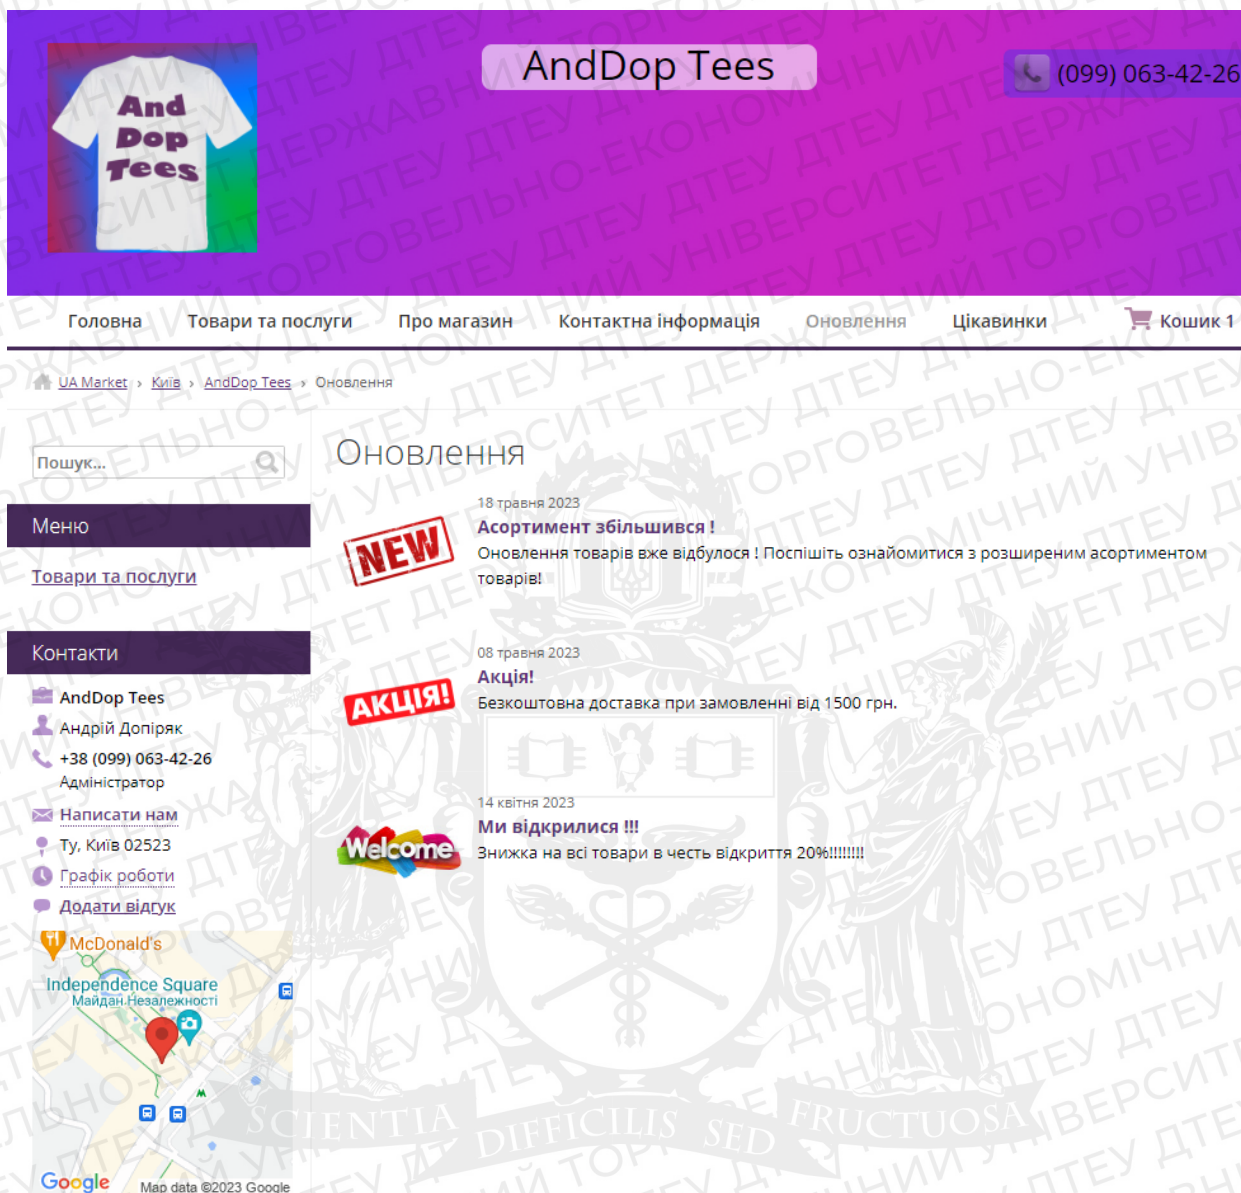 And
Dop
Tees
AndDop Tees
(099) 063-42-26
Головна Товари та послуги Про магазин Контактна інформація Оновлення Цікавинки Кошик 1
UA Market › Київ › AndDop Tees › Оновлення
Пошук...
Меню
Товари та послуги
Контакти
AndDop Tees
Андрій Допіряк
+38 (099) 063-42-26
Адміністратор
Написати нам
Ту, Київ 02523
Графік роботи
Додати відгук
McDonald's
Independence Square
Майдан Незалежності
Google
Map data ©2023 Google
Оновлення
NEW
18 травня 2023
Асортимент збільшився !
Оновлення товарів вже відбулося ! Поспішіть ознайомитися з розширеним асортиментом
товарів!
АКЦІЯ!
08 травня 2023
Акція!
Безкоштовна доставка при замовленні від 1500 грн.
Welcome
14 квітня 2023
Ми відкрилися !!!
Знижка на всі товари в честь відкриття 20%!!!!!!!!
SCIENTIA DIFFICILIS SED FRUCTUOSA